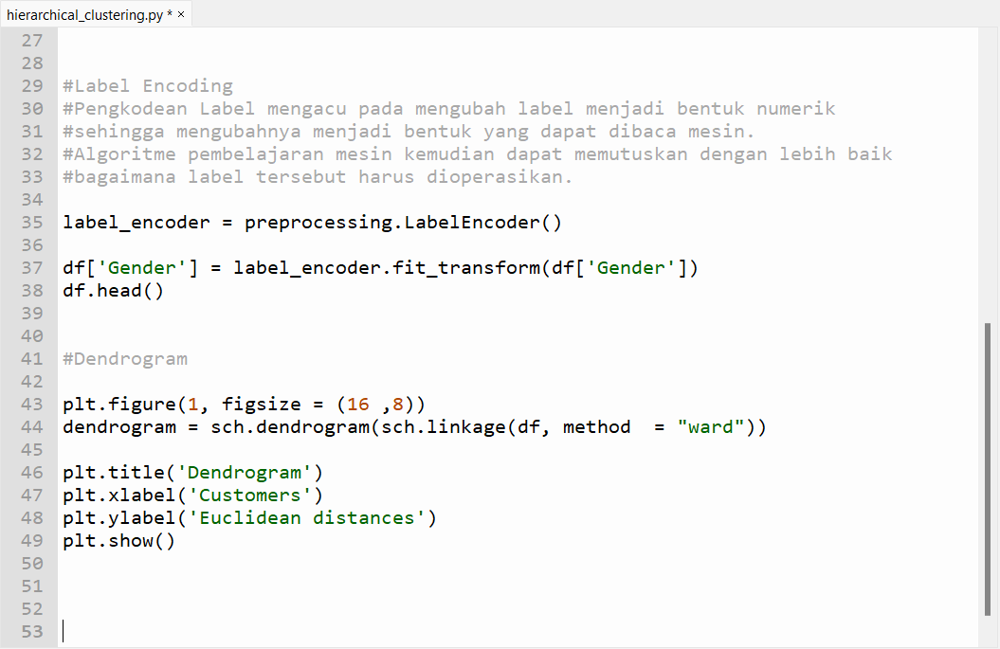 hierarchical_clustering.py * ×
27
28
29 #Label Encoding
30 #Pengkodean Label mengacu pada mengubah label menjadi bentuk numerik
31 #sehingga mengubahnya menjadi bentuk yang dapat dibaca mesin.
32 #Algoritme pembelajaran mesin kemudian dapat memutuskan dengan lebih baik
33 #bagaimana label tersebut harus dioperasikan.
34
35 label_encoder = preprocessing.LabelEncoder()
36
37 df['Gender'] = label_encoder.fit_transform(df['Gender'])
38 df.head()
39
40
41 #Dendrogram
42
43 plt.figure(1, figsize = (16 ,8))
44 dendrogram = sch.dendrogram(sch.linkage(df, method  = "ward"))
45
46 plt.title('Dendrogram')
47 plt.xlabel('Customers')
48 plt.ylabel('Euclidean distances')
49 plt.show()
50
51
52
53